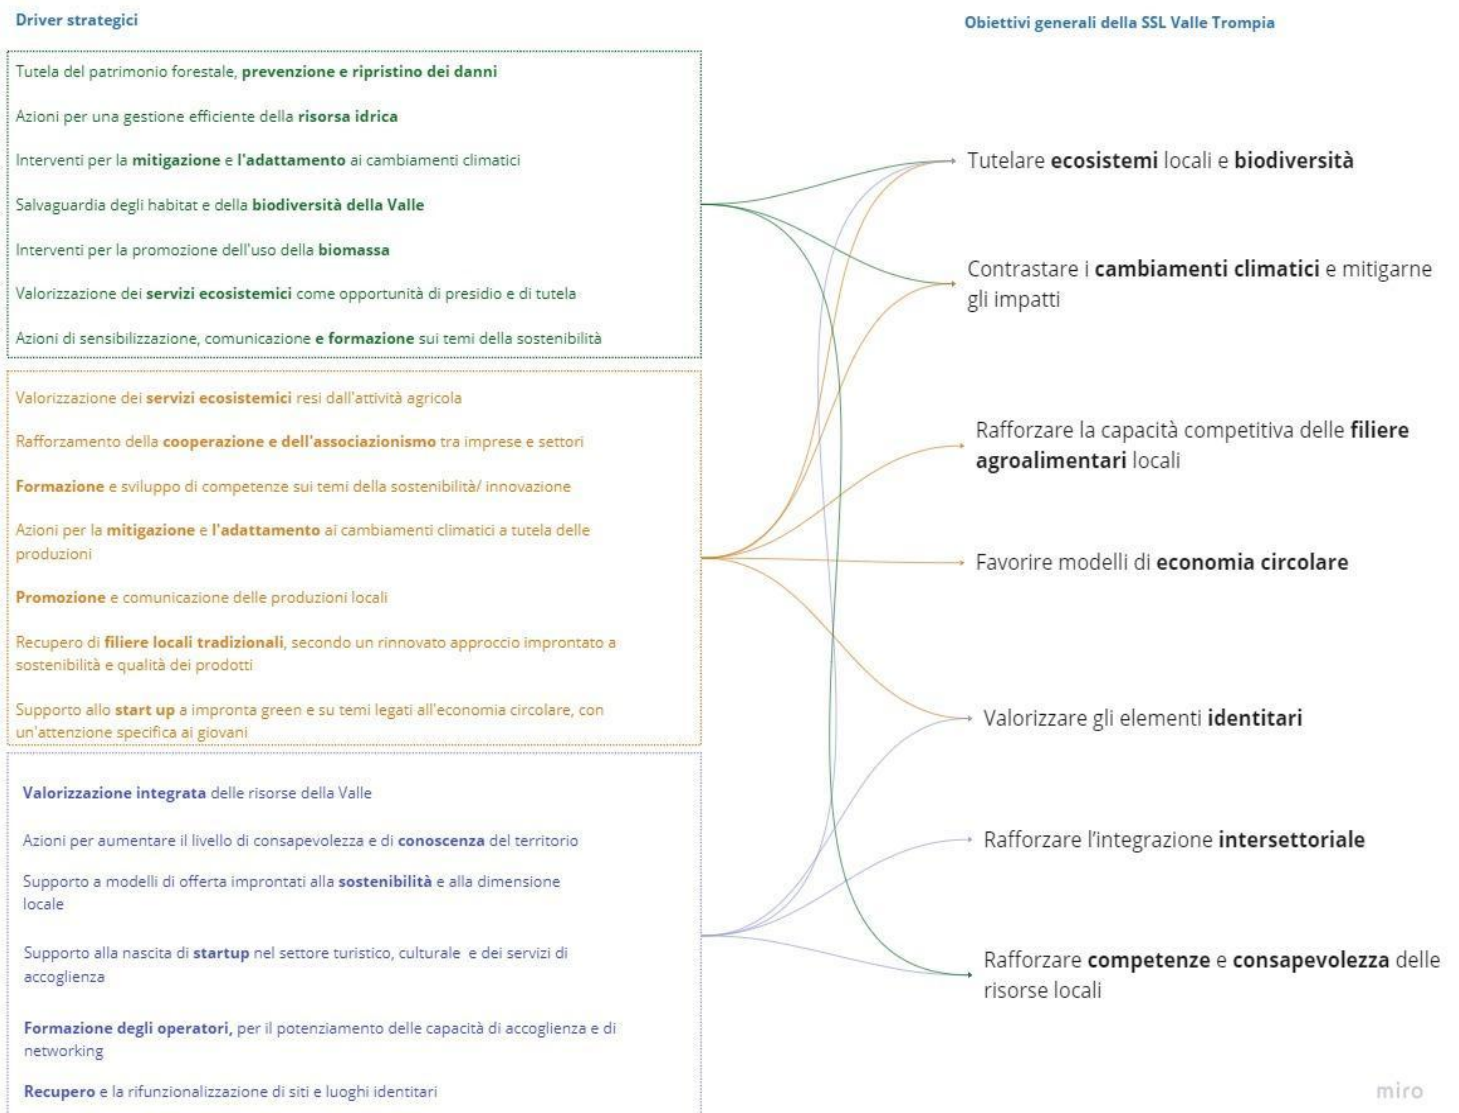 Driver strategici
Obiettivi generali della SSL Valle Trompia
Tutela del patrimonio forestale, prevenzione e ripristino dei danni
Azioni per una gestione efficiente della risorsa idrica
Interventi per la mitigazione e l'adattamento ai cambiamenti climatici
Salvaguardia degli habitat e della biodiversità della Valle
Interventi per la promozione dell'uso della biomassa
Valorizzazione dei servizi ecosistemici come opportunità di presidio e di tutela
Azioni di sensibilizzazione, comunicazione e formazione sui temi della sostenibilità
Valorizzazione dei servizi ecosistemici resi dall'attività agricola
Rafforzamento della cooperazione e dell'associazionismo tra imprese e settori
Formazione e sviluppo di competenze sui temi della sostenibilità/ innovazione
Azioni per la mitigazione e l'adattamento ai cambiamenti climatici a tutela delle
produzioni
Promozione e comunicazione delle produzioni locali
Recupero di filiere locali tradizionali, secondo un rinnovato approccio improntato a
sostenibilità e qualità dei prodotti
Supporto allo start up a impronta green e su temi legati all'economia circolare, con
un'attenzione specifica ai giovani
Valorizzazione integrata delle risorse della Valle
Azioni per aumentare il livello di consapevolezza e di conoscenza del territorio
Supporto a modelli di offerta improntati alla sostenibilità e alla dimensione
locale
Supporto alla nascita di startup nel settore turistico, culturale e dei servizi di
accoglienza
Formazione degli operatori, per il potenziamento delle capacità di accoglienza e di
networking
Recupero e la rifunzionalizzazione di siti e luoghi identitari
Tutelare ecosistemi locali e biodiversità
Contrastare i cambiamenti climatici e mitigarne
gli impatti
Rafforzare la capacità competitiva delle filiere
agroalimentari locali
Favorire modelli di economia circolare
Valorizzare gli elementi identitari
Rafforzare l’integrazione intersettoriale
Rafforzare competenze e consapevolezza delle
risorse locali
miro